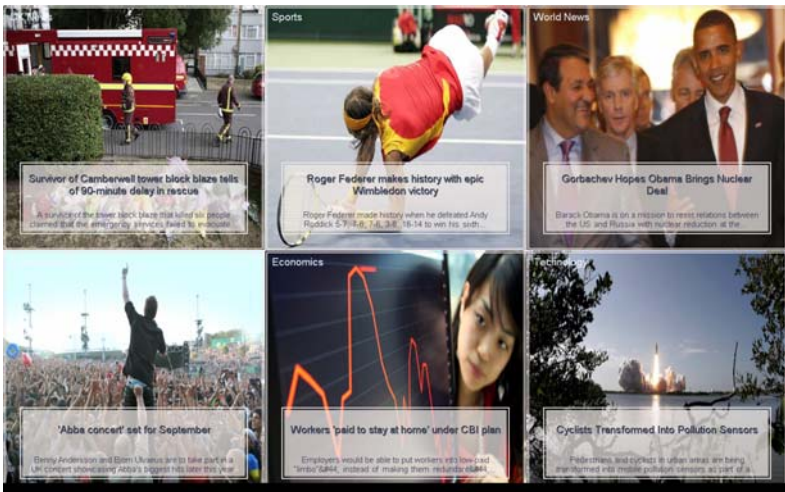 UK News
Sports
World News
Survivor of Camberwell tower block blaze tells
of 90-minute delay in rescue
A survivor of the tower block blaze that killed six people
claimed that the emergency services failed to evacuate...
Roger Federer makes history with epic
Wimbledon victory
Roger Federer made history when he defeated Andy
Roddick 5-7, 7-6, 7-6, 3-6, 16-14 to win his sixth...
Gorbachev Hopes Obama Brings Nuclear
Deal
Barack Obama is on a mission to reset relations between
the US and Russia with nuclear reduction at the
Economics
Technology
'Abba concert' set for September
Benny Andersson and Bjorn Ulvaeus are to take part in a
UK concert showcasing Abba's biggest hits later this year
Workers 'paid to stay at home' under CBI plan
Employers would be able to put workers into low-paid
"limbo"&#44, instead of making them redundant&#44,
Cyclists Transformed Into Pollution Sensors
Pedestrians and cyclists in urban areas are being
transformed into mobile pollution sensors as part of a...